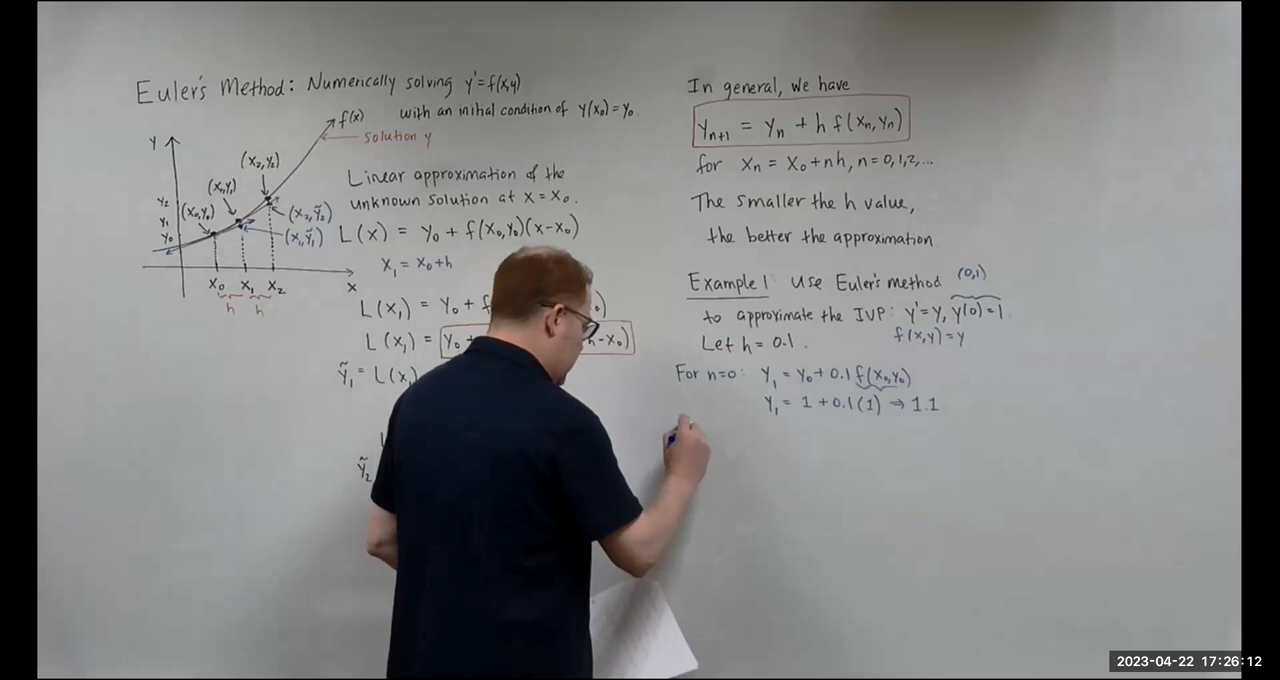 Euler's Method: Numerically solving y'=f(x,y)
with an initial condition of y(x₀)=y₀.
f(x)
solution y
Y
(x₂,y₂)
(x₁,y₁)
(x₀,y₀)
y₂
y₁
y₀
(x₂,ỹ₂)
(x₁,ỹ₁)
x₀ x₁ x₂ x
h h
Linear approximation of the
unknown solution at x = x₀.
L(x) = y₀ + f(x₀,y₀)(x-x₀)
x₁ = x₀+h
L(x₁) = y₀ + f
L(x₁) = y₀ + h-x₀)
ỹ₁ = L(x₁)
ỹ₂
In general, we have
yₙ₊₁ = yₙ + h f(xₙ,yₙ)
for xₙ = x₀+nh, n=0,1,2,...
The smaller the h value,
the better the approximation.
Example 1: Use Euler's method (0,1)
to approximate the IVP: y'=y, y(0)=1.
Let h = 0.1. f(x,y)=y
For n=0: y₁ = y₀+0.1 f(x₀,y₀)
y₁ = 1 + 0.1(1) → 1.1
2023-04-22 17:26:12